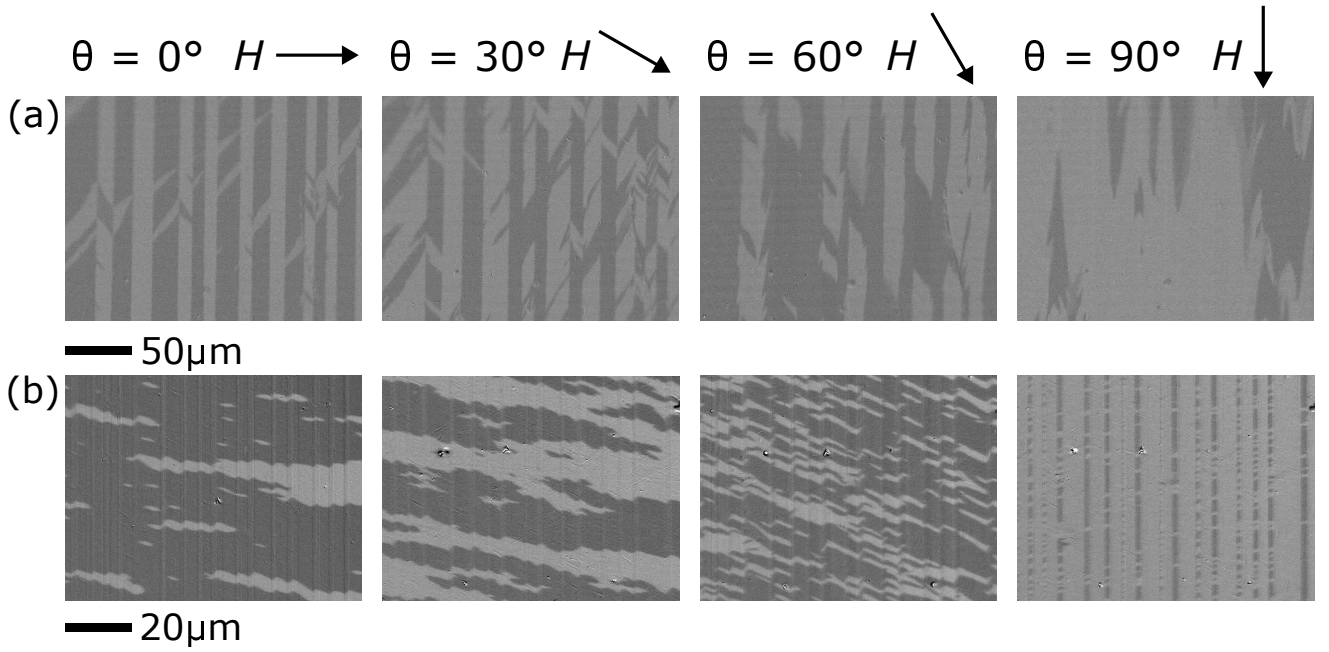 θ = 0° H θ = 30° H θ = 60° H θ = 90° H
(a)
50μm
(b)
20μm